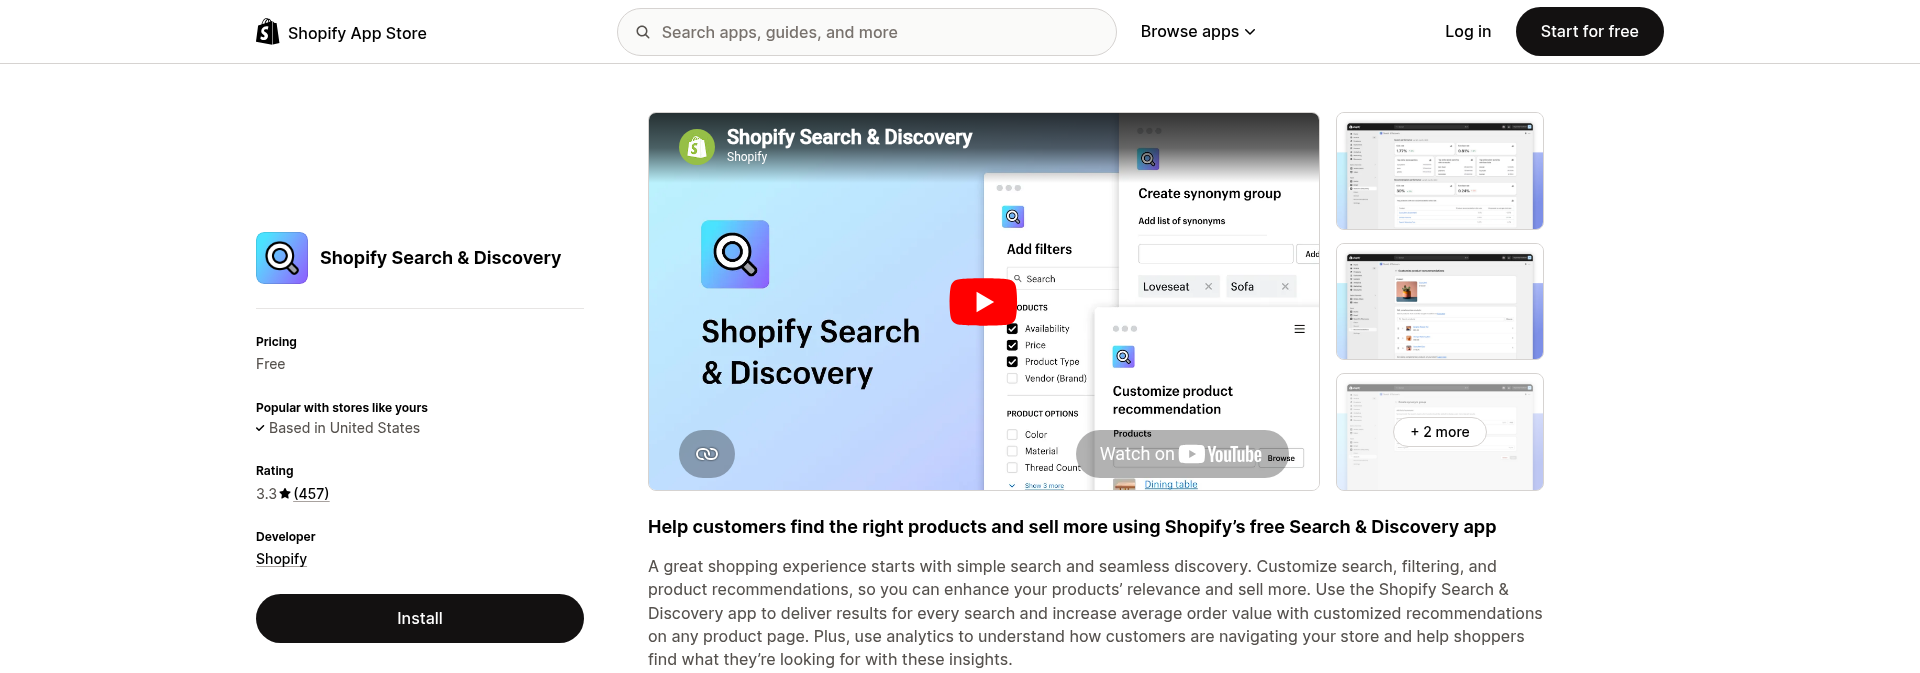 Shopify App Store
Search apps, guides, and more
Browse apps
Log in
Start for free
Shopify Search & Discovery
Pricing
Free
Popular with stores like yours
Based in United States
Rating
3.3 (457)
Developer
Shopify
Install
Shopify Search & Discovery
Shopify
Shopify Search
& Discovery
Add filters
Search
PRODUCTS
Availability
Price
Product Type
Vendor (Brand)
PRODUCT OPTIONS
Color
Material
Thread Count
Show 3 more
Create synonym group
Add list of synonyms
Add
Loveseat
Sofa
Customize product
recommendation
Products
Browse
Dining table
Watch on YouTube
+ 2 more
Help customers find the right products and sell more using Shopify’s free Search & Discovery app
A great shopping experience starts with simple search and seamless discovery. Customize search, filtering, and
product recommendations, so you can enhance your products’ relevance and sell more. Use the Shopify Search &
Discovery app to deliver results for every search and increase average order value with customized recommendations
on any product page. Plus, use analytics to understand how customers are navigating your store and help shoppers
find what they’re looking for with these insights.